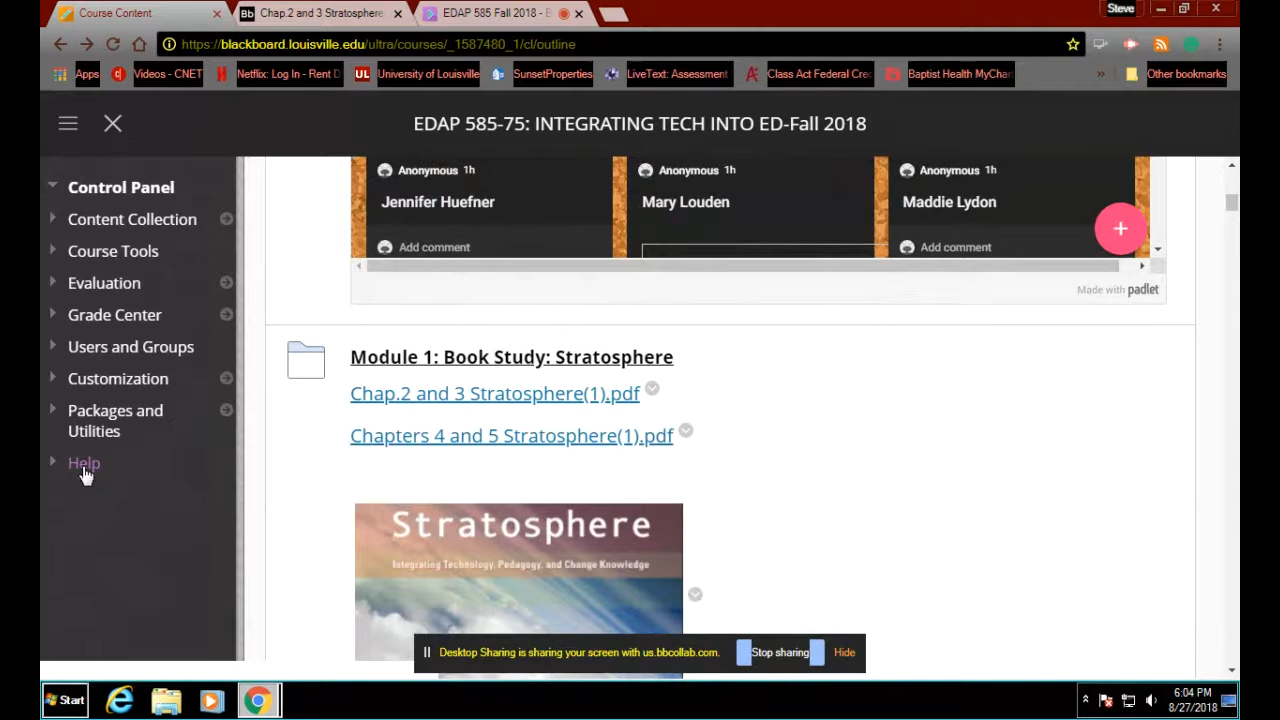 Course Content
Chap.2 and 3 Stratosphere
EDAP 585 Fall 2018 - B
Steve
https://blackboard.louisville.edu/ultra/courses/_1587480_1/cl/outline
Apps
Videos - CNET
Netflix: Log In - Rent D
University of Louisville
SunsetProperties
LiveText: Assessment
Class Act Federal Cre
Baptist Health MyChar
»
Other bookmarks
EDAP 585-75: INTEGRATING TECH INTO ED-Fall 2018
Control Panel
Content Collection
Course Tools
Evaluation
Grade Center
Users and Groups
Customization
Packages and
Utilities
Help
Anonymous 1h
Jennifer Huefner
Add comment
Anonymous 1h
Mary Louden
Anonymous 1h
Maddie Lydon
Add comment
+
Made with padlet
Module 1: Book Study: Stratosphere
Chap.2 and 3 Stratosphere(1).pdf
Chapters 4 and 5 Stratosphere(1).pdf
Stratosphere
Integrating Technology, Pedagogy, and Change Knowledge
Desktop Sharing is sharing your screen with us.bbcollab.com.
Stop sharing
Hide
Start
6:04 PM
8/27/2018